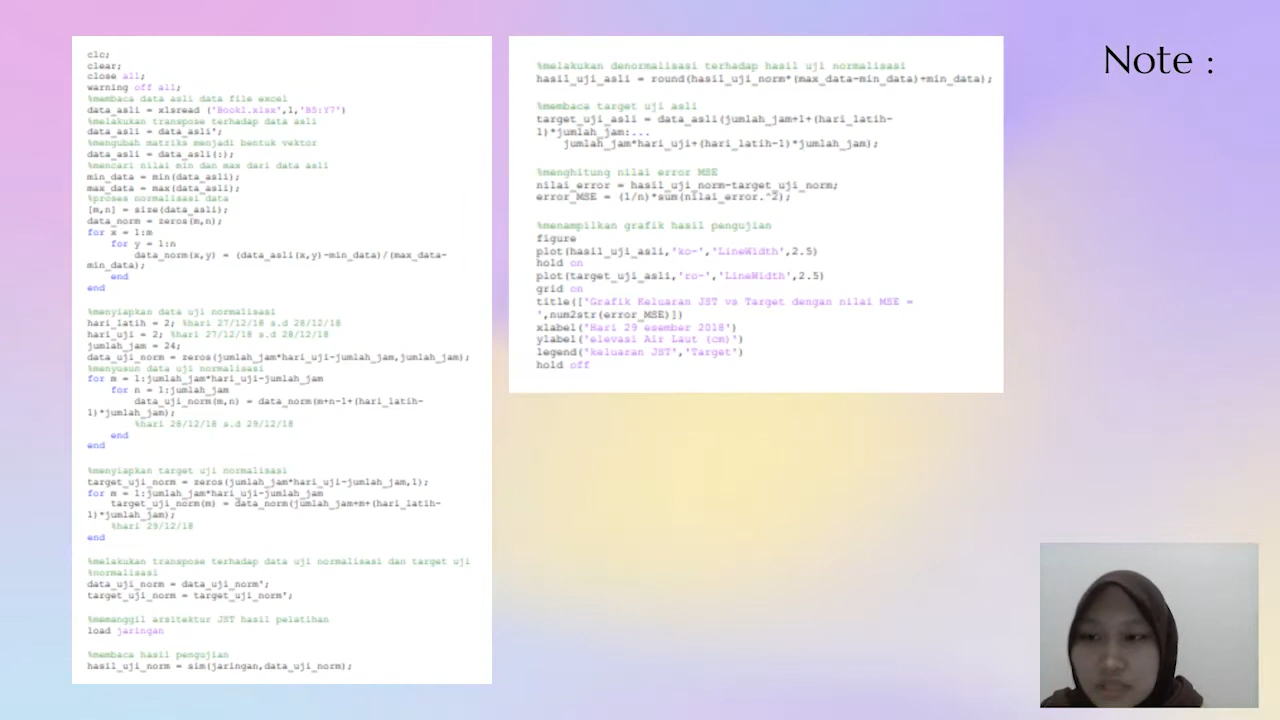 clc;
clear;
close all;
warning off all;
%membaca data asli data file excel
data_asli = xlsread ('Book1.xlsx',1,'B5:Y7')
%melakukan transpose terhadap data asli
data_asli = data_asli';
%mengubah matriks menjadi bentuk vektor
data_asli = data_asli(:);
%mencari nilai min dan max dari data asli
min_data = min(data_asli);
max_data = max(data_asli);
%proses normalisasi data
[m,n] = size(data_asli);
data_norm = zeros(m,n);
for x = 1:m
    for y = 1:n
        data_norm(x,y) = (data_asli(x,y)-min_data)/(max_data-
min_data);
    end
end
%menyiapkan data uji normalisasi
hari_latih = 2; %hari 27/12/18 s.d 28/12/18
hari_uji = 2; %hari 27/12/18 s.d 28/12/18
jumlah_jam = 24;
data_uji_norm = zeros(jumlah_jam*hari_uji-jumlah_jam,jumlah_jam);
%menyusun data uji normalisasi
for m = 1:jumlah_jam*hari_uji-jumlah_jam
    for n = 1:jumlah_jam
        data_uji_norm(m,n) = data_norm(m+n-1+(hari_latih-
1)*jumlah_jam);
        %hari 28/12/18 s.d 29/12/18
    end
end
%menyiapkan target uji normalisasi
target_uji_norm = zeros(jumlah_jam*hari_uji-jumlah_jam,1);
for m = 1:jumlah_jam*hari_uji-jumlah_jam
    target_uji_norm(m) = data_norm(jumlah_jam+m+(hari_latih-
1)*jumlah_jam);
    %hari 29/12/18
end
%melakukan transpose terhadap data uji normalisasi dan target uji
%normalisasi
data_uji_norm = data_uji_norm';
target_uji_norm = target_uji_norm';
%memanggil arsitektur JST hasil pelatihan
load jaringan
%membaca hasil pengujian
hasil_uji_norm = sim(jaringan,data_uji_norm);
%melakukan denormalisasi terhadap hasil uji normalisasi
hasil_uji_asli = round(hasil_uji_norm*(max_data-min_data)+min_data);
%membaca target uji asli
target_uji_asli = data_asli(jumlah_jam+1+(hari_latih-
1)*jumlah_jam:...
    jumlah_jam*hari_uji+(hari_latih-1)*jumlah_jam);
%menghitung nilai error MSE
nilai_error = hasil_uji_norm-target_uji_norm;
error_MSE = (1/n)*sum(nilai_error.^2);
%menampilkan grafik hasil pengujian
figure
plot(hasil_uji_asli,'ko-','LineWidth',2.5)
hold on
plot(target_uji_asli,'ro-','LineWidth',2.5)
grid on
title(['Grafik Keluaran JST vs Target dengan nilai MSE =
',num2str(error_MSE)])
xlabel('Hari 29 esember 2018')
ylabel('elevasi Air Laut (cm)')
legend('keluaran JST','Target')
hold off
Note :